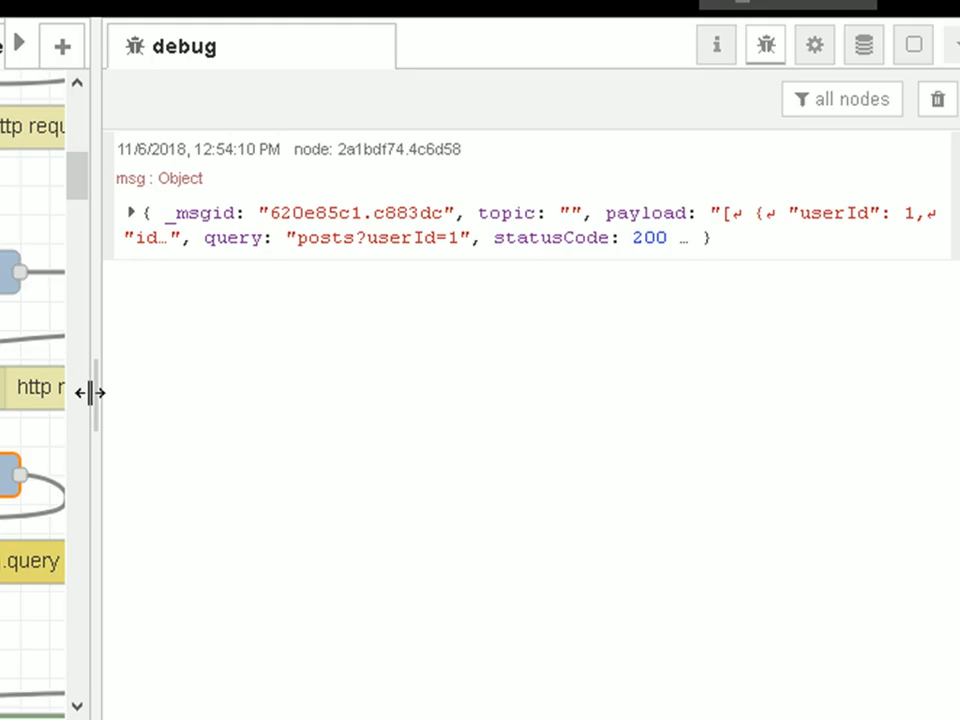 debug
all nodes
11/6/2018, 12:54:10 PM node: 2a1bdf74.4c6d58
msg : Object
{ _msgid: "620e85c1.c883dc", topic: "", payload: "[↵ {↵ "userId": 1,↵
"id…", query: "posts?userId=1", statusCode: 200 … }
ttp requ
http r
.query